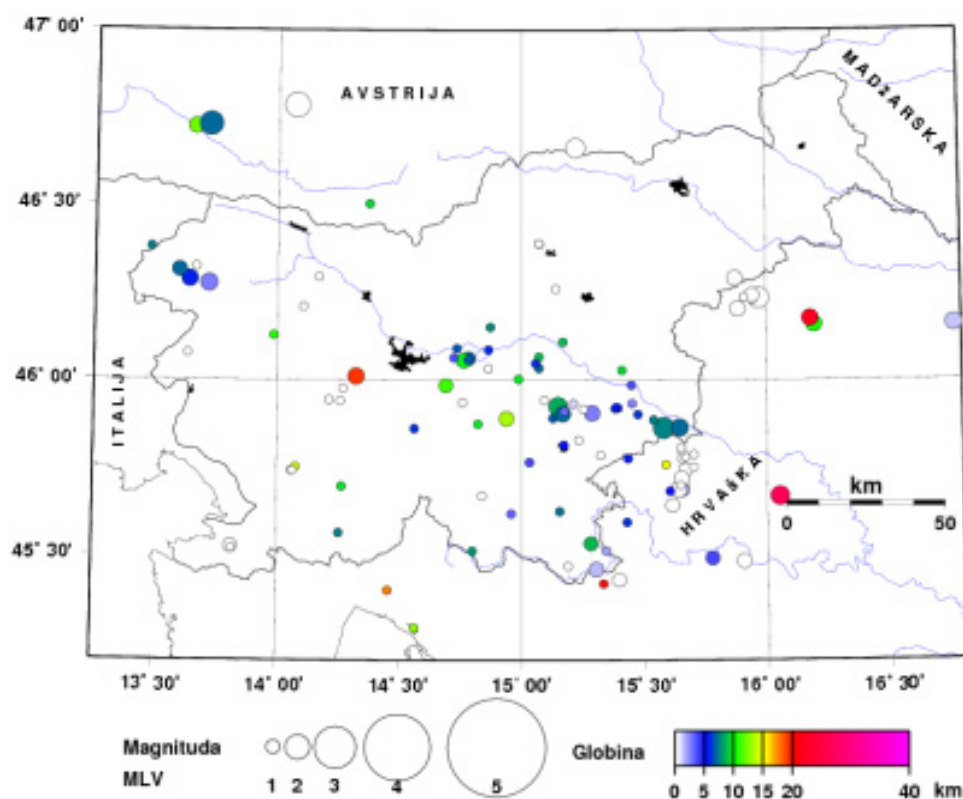 47° 00'
AVSTRIJA
MADŽARSKA
46° 30'
46° 00'
ITALIJA
HRVAŠKA
km
0 50
45° 30'
13° 30' 14° 00' 14° 30' 15° 00' 15° 30' 16° 00' 16° 30'
Magnituda
MLV
1 2 3 4 5
Globina
0 5 10 15 20 40 km